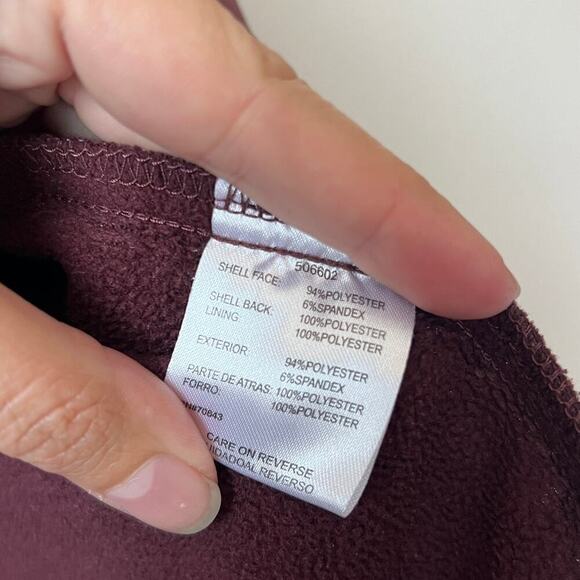 506602
SHELL FACE: 94%POLYESTER
6%SPANDEX
SHELL BACK: 100%POLYESTER
LINING: 100%POLYESTER
EXTERIOR: 94%POLYESTER
6%SPANDEX
PARTE DE ATRAS: 100%POLYESTER
FORRO: 100%POLYESTER
CARE ON REVERSE
REVERSO